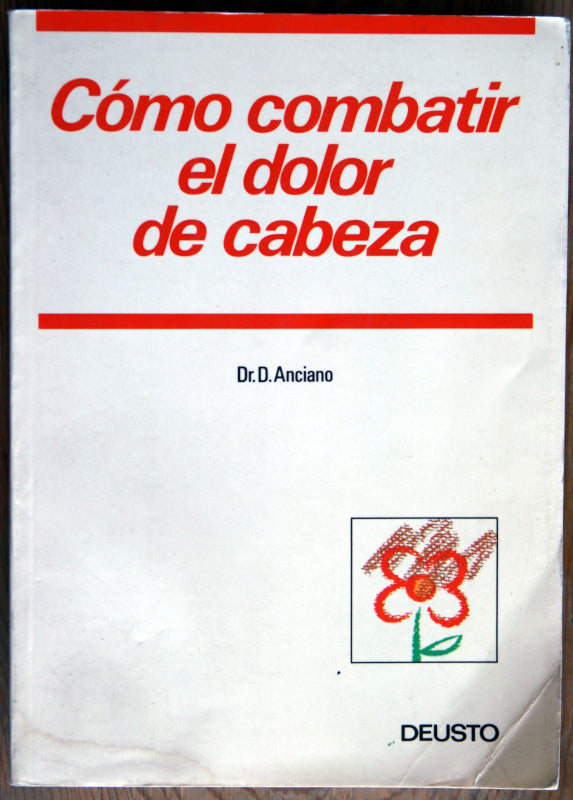 Cómo combatir
el dolor
de cabeza
Dr. D. Anciano
DEUSTO